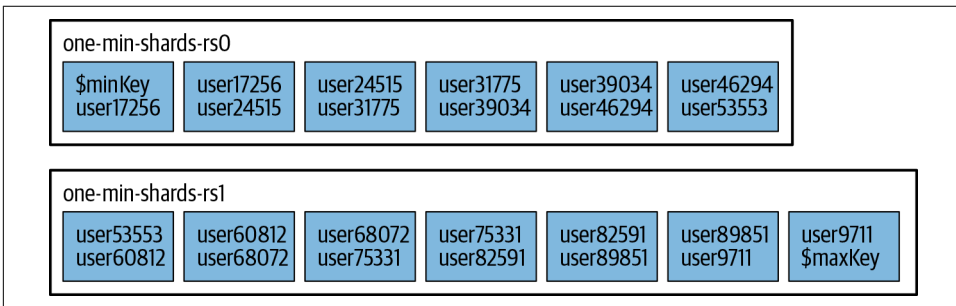 one-min-shards-rs0
$minKey user17256 user24515 user31775 user39034 user46294
user17256 user24515 user31775 user39034 user46294 user53553
one-min-shards-rs1
user53553 user60812 user68072 user75331 user82591 user89851 user9711
user60812 user68072 user75331 user82591 user89851 user9711 $maxKey